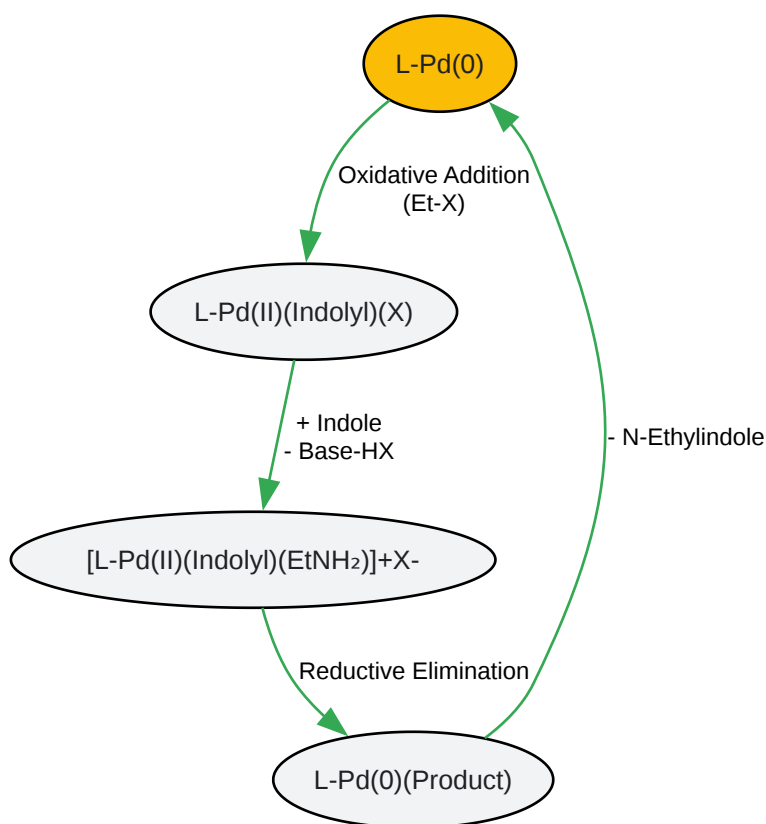 L-Pd(0)
Oxidative Addition
(Et-X)
L-Pd(II)(Indolyl)(X)
+ Indole
- Base-HX
- N-Ethylindole
[L-Pd(II)(Indolyl)(EtNH₂)]+X-
Reductive Elimination
L-Pd(0)(Product)